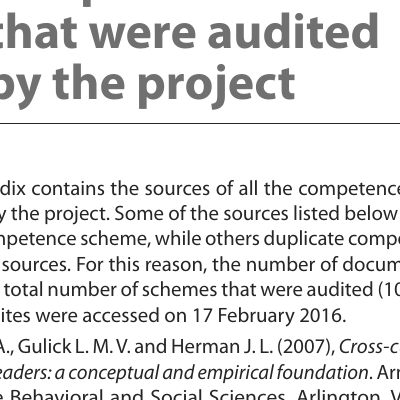 that were audited
by the project
dix contains the sources of all the competence
y the project. Some of the sources listed below
mpetence scheme, while others duplicate comp
sources. For this reason, the number of docum
total number of schemes that were audited (10
ites were accessed on 17 February 2016.
A., Gulick L. M. V. and Herman J. L. (2007), Cross-c
eaders: a conceptual and empirical foundation. Ar
e Behavioral and Social Sciences, Arlington, V